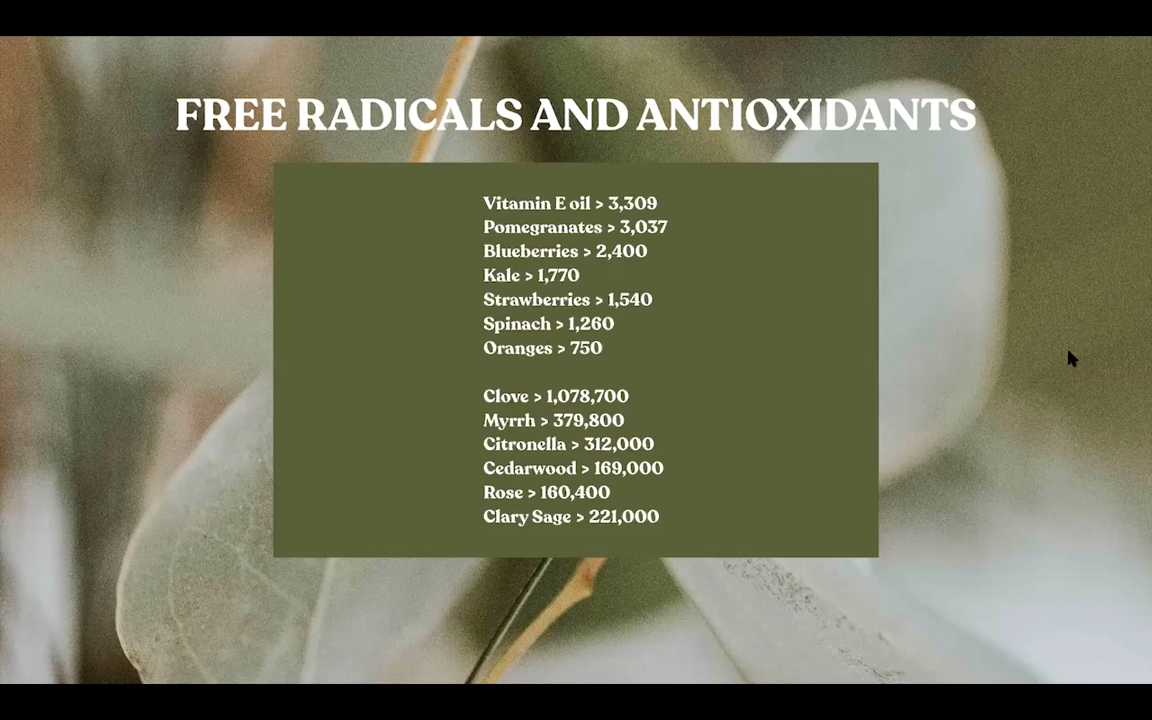 FREE RADICALS AND ANTIOXIDANTS
Vitamin E oil > 3,309
Pomegranates > 3,037
Blueberries > 2,400
Kale > 1,770
Strawberries > 1,540
Spinach > 1,260
Oranges > 750
Clove > 1,078,700
Myrrh > 379,800
Citronella > 312,000
Cedarwood > 169,000
Rose > 160,400
Clary Sage > 221,000